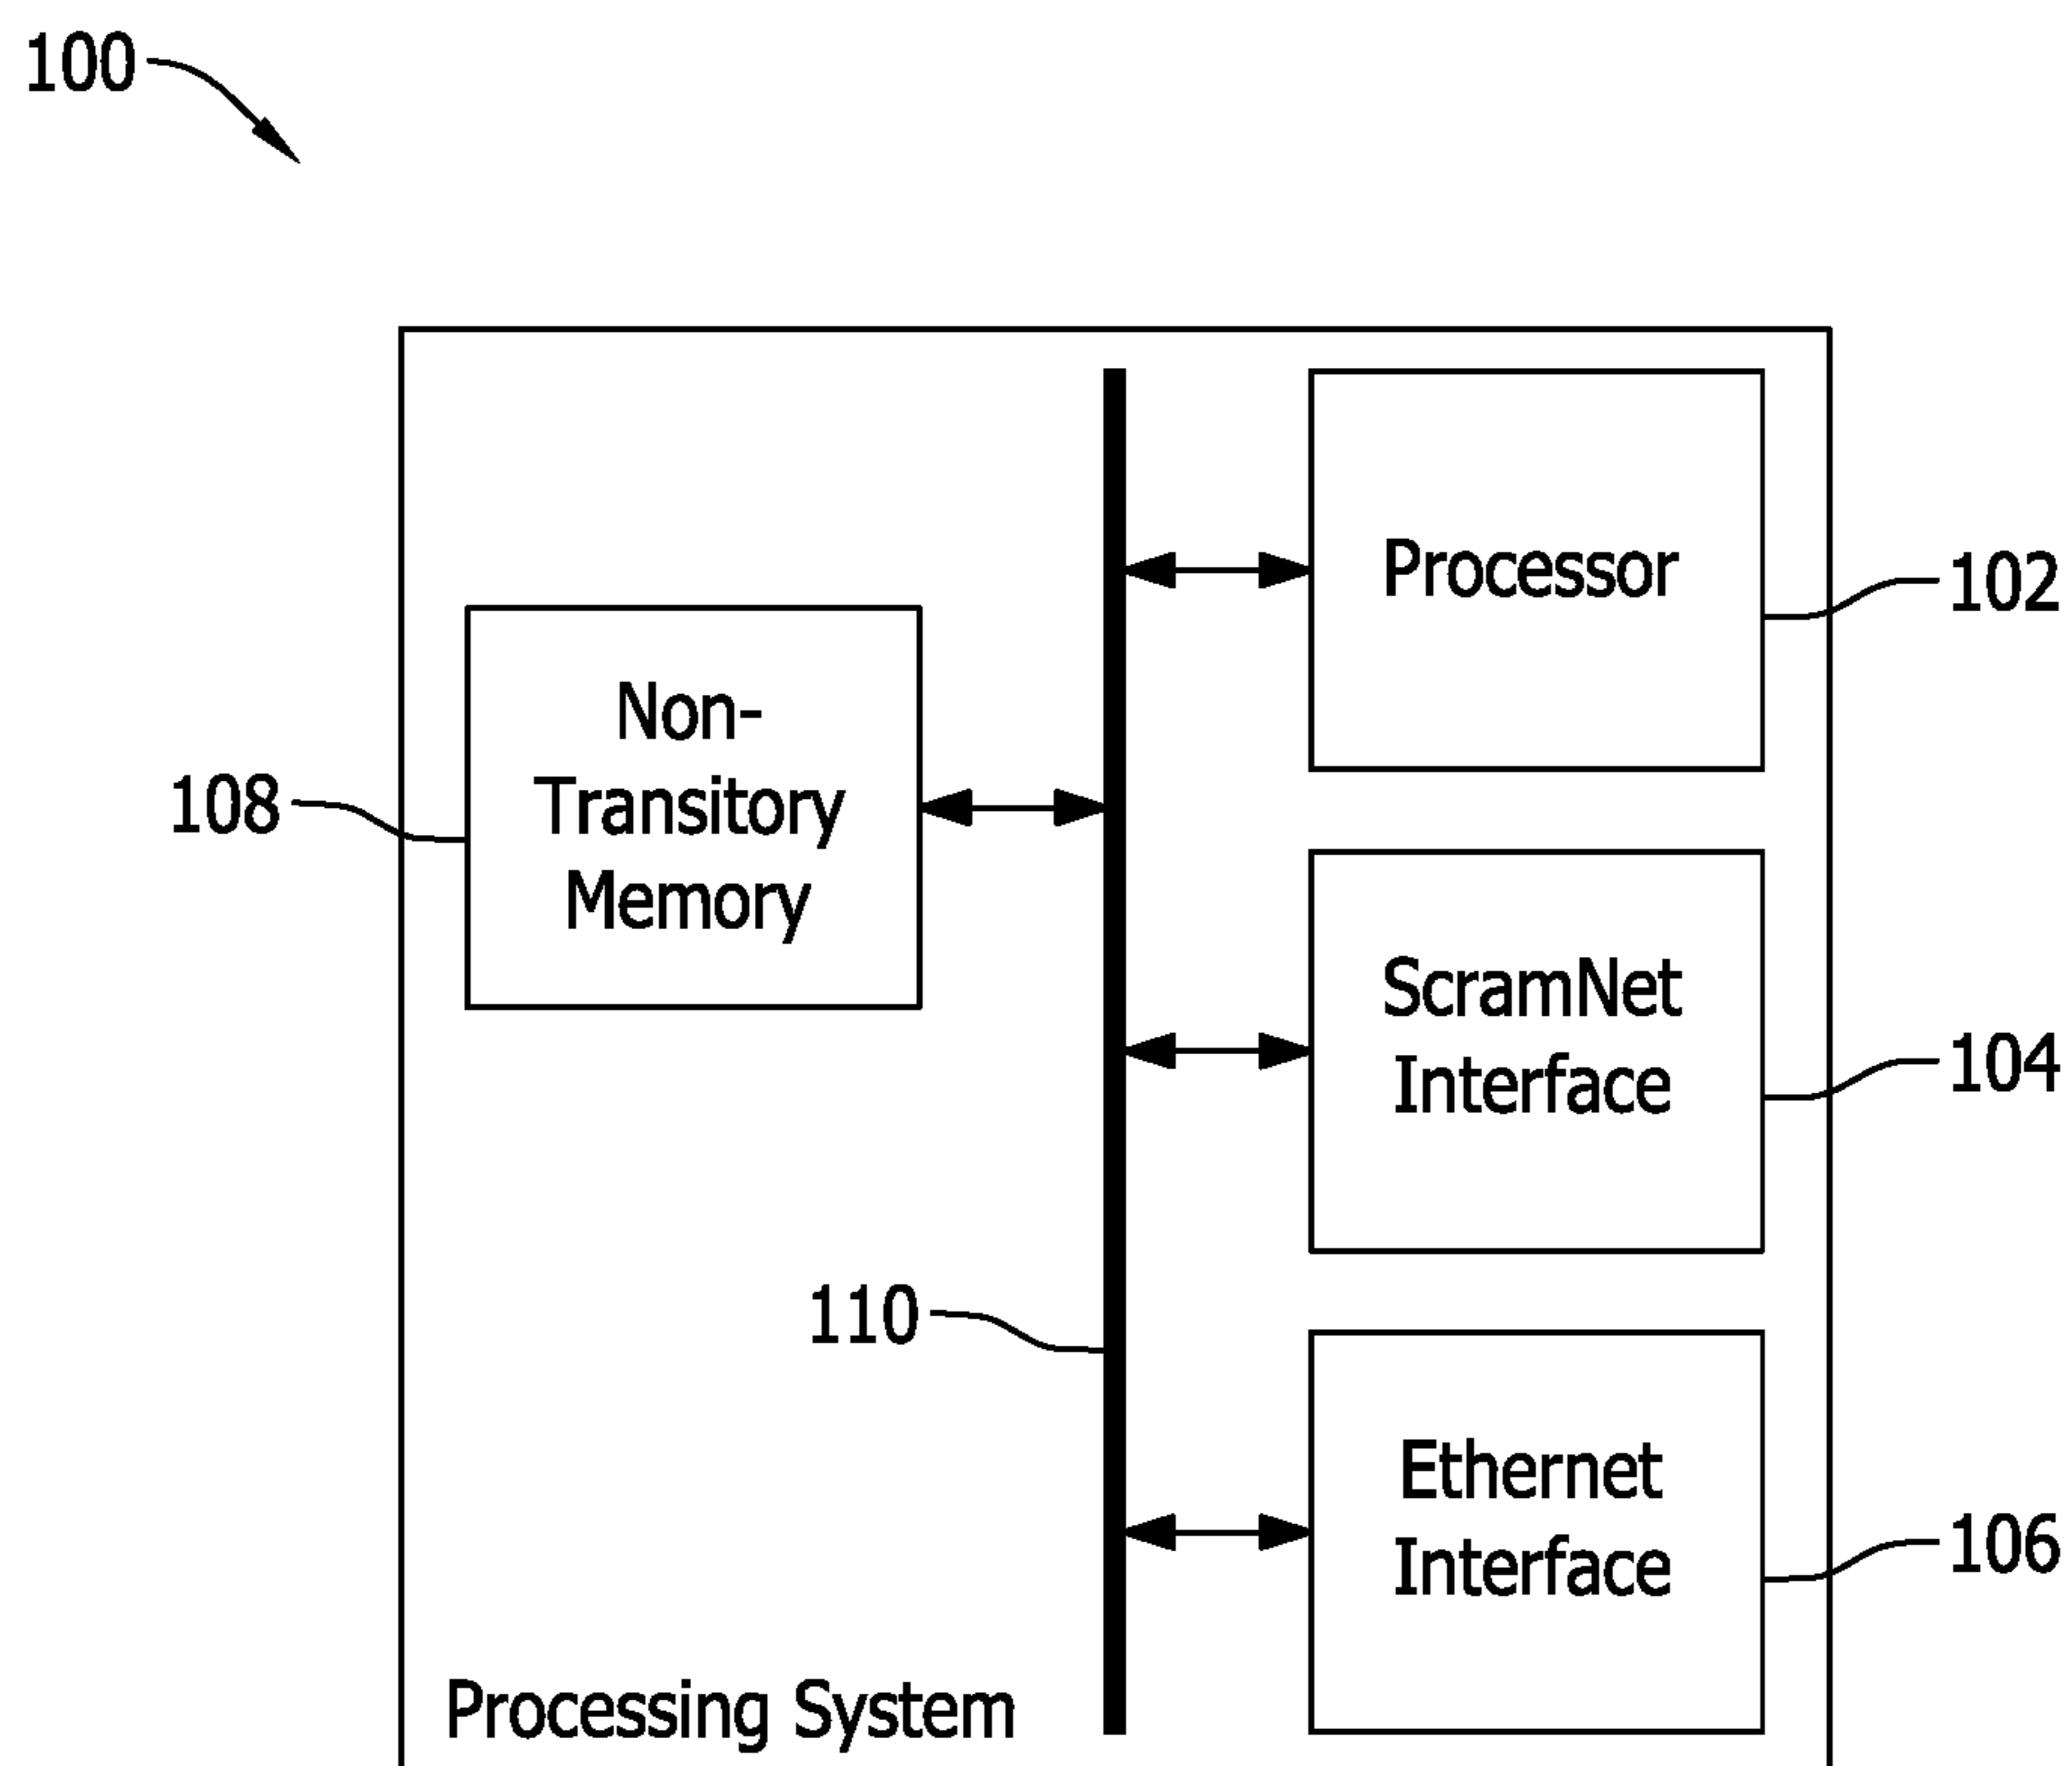 100
Processor
102
Non-
Transitory
Memory
108
ScramNet
Interface
104
110
Ethernet
Interface
106
Processing System